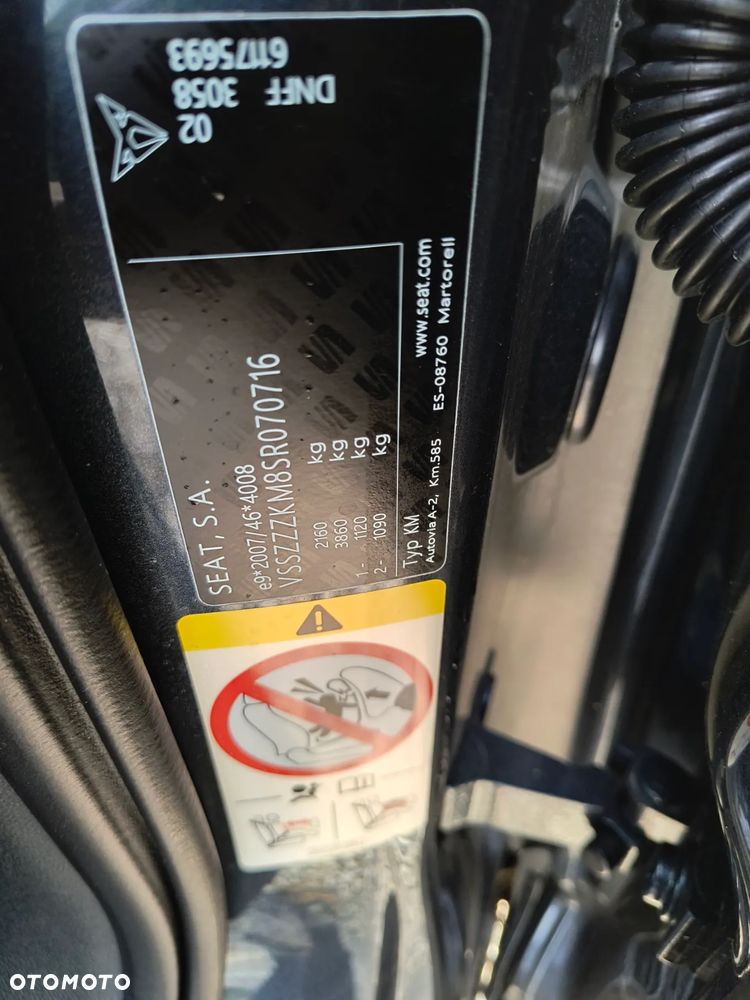 SEAT, S.A.
e9*2007/46*4008
VSSZZZKM8SR070716
2160 kg
3860 kg
1- 1120 kg
2- 1090 kg
Typ KM
Autovia A-2, Km.585 ES-08760 Martorell
www.seat.com
02
DNFF 3058
61175693
OTOMOTO